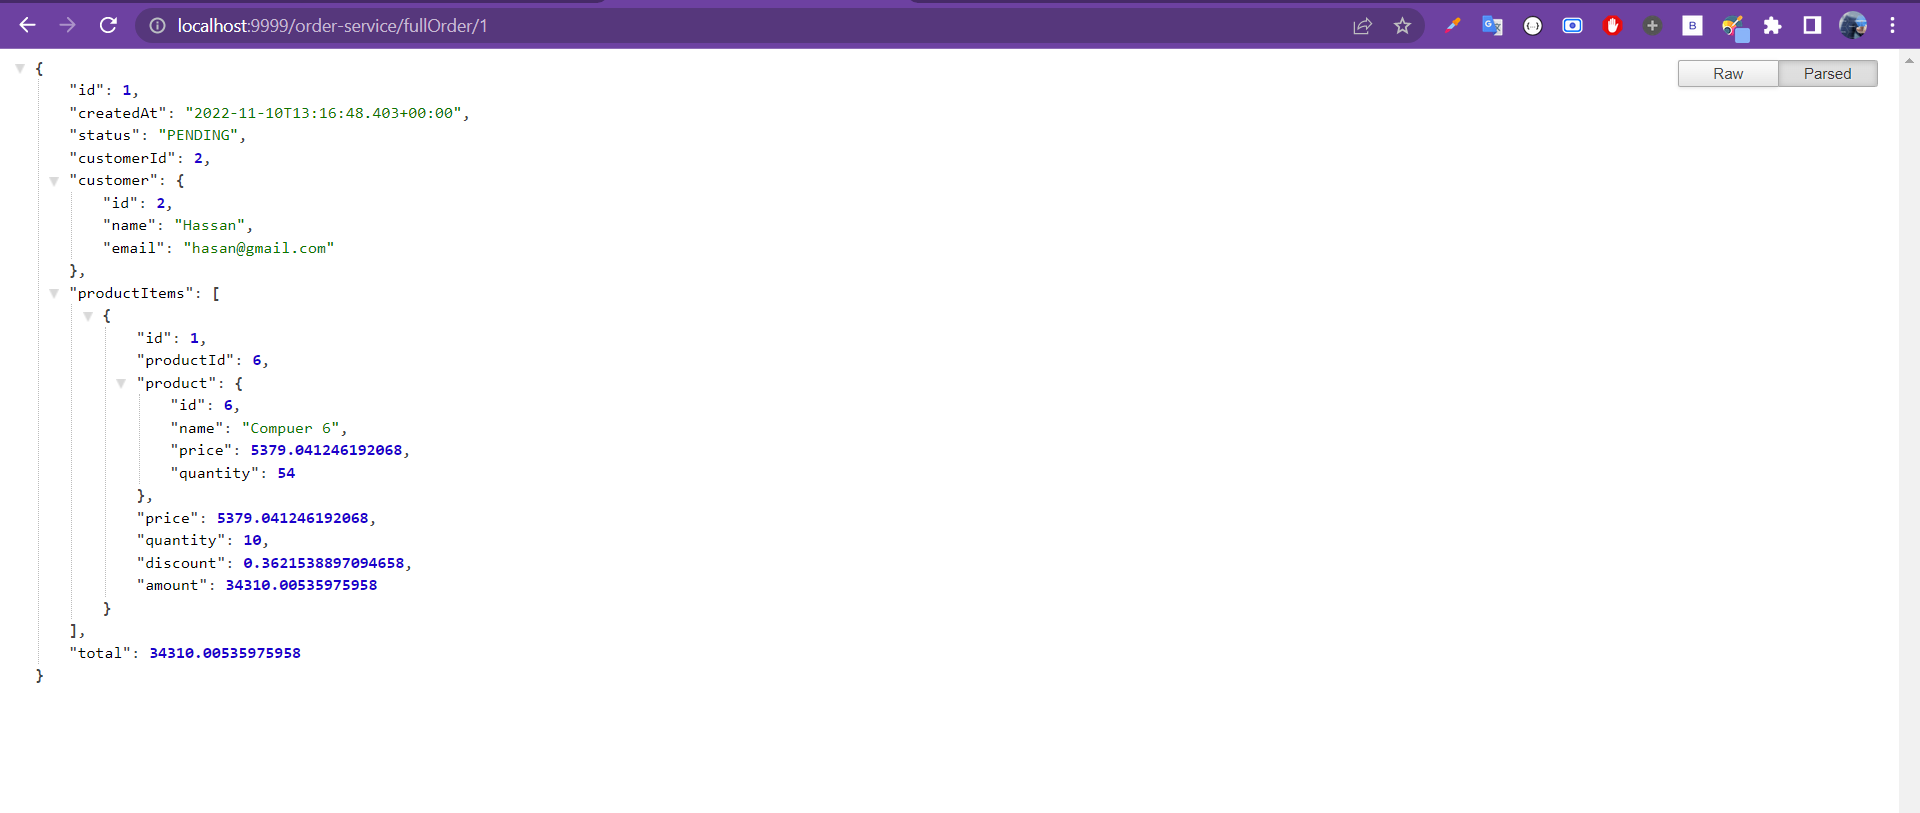 localhost:9999/order-service/fullOrder/1
B
Raw
Parsed
{
"id": 1,
"createdAt": "2022-11-10T13:16:48.403+00:00",
"status": "PENDING",
"customerId": 2,
"customer": {
"id": 2,
"name": "Hassan",
"email": "hasan@gmail.com"
},
"productItems": [
{
"id": 1,
"productId": 6,
"product": {
"id": 6,
"name": "Compuer 6",
"price": 5379.041246192068,
"quantity": 54
},
"price": 5379.041246192068,
"quantity": 10,
"discount": 0.3621538897094658,
"amount": 34310.00535975958
}
],
"total": 34310.00535975958
}